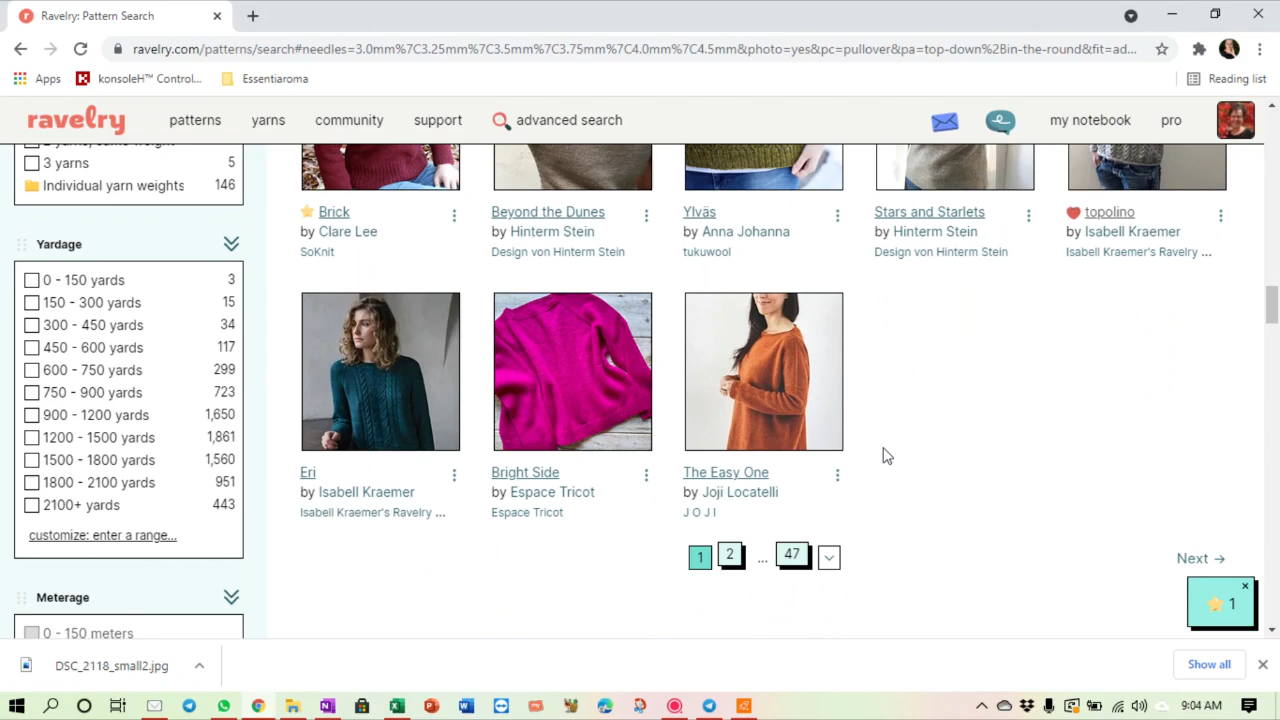 Ravelry: Pattern Search
ravelry.com/patterns/search#needles=3.0mm%7C3.25mm%7C3.5mm%7C3.75mm%7C4.0mm%7C4.5mm&photo=yes&pc=pullover&pa=top-down%2Bin-the-round&fit=ad...
Apps
konsoleH™ Control...
Essentiaroma
Reading list
ravelry
patterns
yarns
community
support
advanced search
my notebook
pro
3 yarns 5
Individual yarn weights 146
Yardage
0 - 150 yards 3
150 - 300 yards 15
300 - 450 yards 34
450 - 600 yards 117
600 - 750 yards 299
750 - 900 yards 723
900 - 1200 yards 1,650
1200 - 1500 yards 1,861
1500 - 1800 yards 1,560
1800 - 2100 yards 951
2100+ yards 443
customize: enter a range...
Meterage
0 - 150 meters
Brick
by Clare Lee
SoKnit
Beyond the Dunes
by Hinterm Stein
Design von Hinterm Stein
Ylväs
by Anna Johanna
tukuwool
Stars and Starlets
by Hinterm Stein
Design von Hinterm Stein
topolino
by Isabell Kraemer
Isabell Kraemer's Ravelry ...
Eri
by Isabell Kraemer
Isabell Kraemer's Ravelry ...
Bright Side
by Espace Tricot
Espace Tricot
The Easy One
by Joji Locatelli
J O J I
1 2 ... 47
Next →
1
DSC_2118_small2.jpg
Show all
9:04 AM